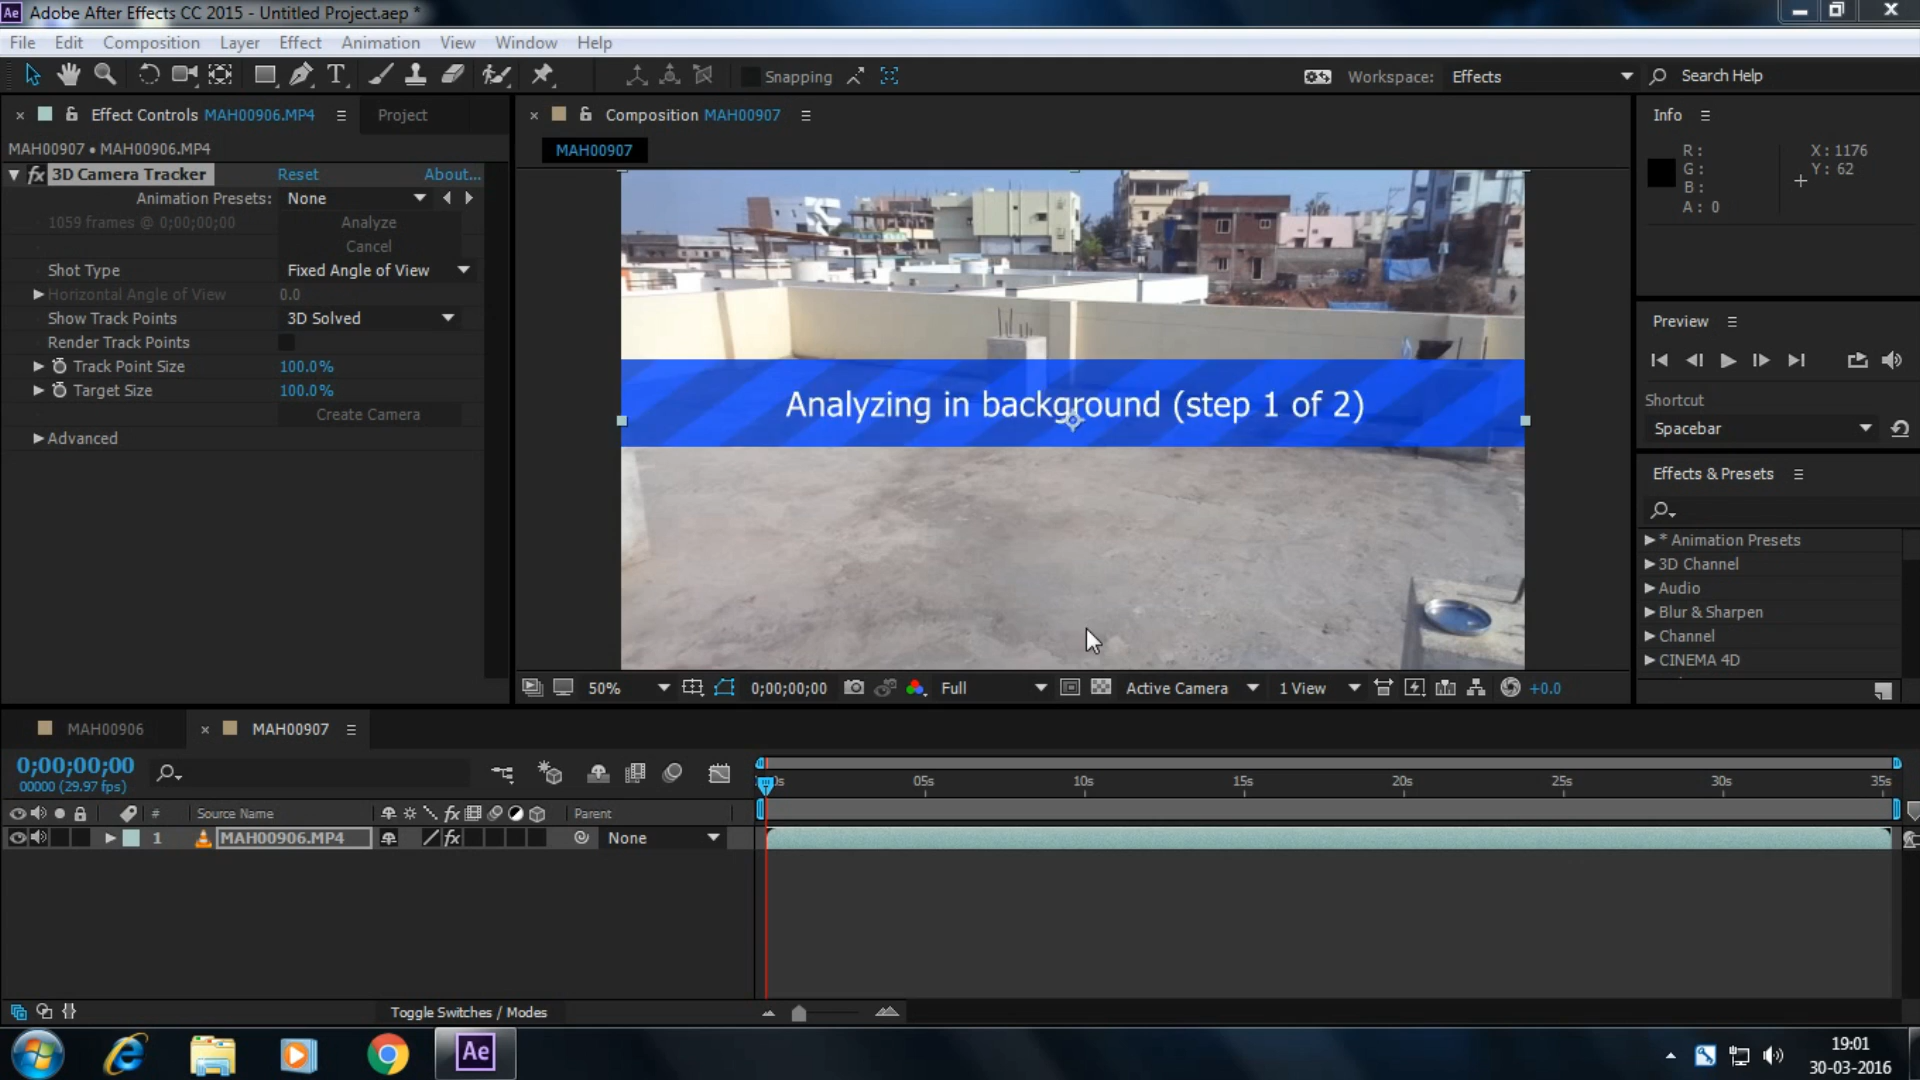 Adobe After Effects CC 2015 - Untitled Project.aep *
File Edit Composition Layer Effect Animation View Window Help
Snapping
Workspace: Effects
Search Help
Effect Controls MAH00906.MP4
Project
MAH00907 • MAH00906.MP4
fx 3D Camera Tracker Reset About...
Animation Presets: None
1059 frames @ 0;00;00;00 Analyze
Cancel
Shot Type Fixed Angle of View
Horizontal Angle of View 0.0
Show Track Points 3D Solved
Render Track Points
Track Point Size 100.0%
Target Size 100.0%
Create Camera
Advanced
Composition MAH00907
MAH00907
Analyzing in background (step 1 of 2)
50% 0;00;00;00 Full Active Camera 1 View +0.0
Info
R: X: 1176
G: Y: 62
B:
A: 0
Preview
Shortcut
Spacebar
Effects & Presets
* Animation Presets
3D Channel
Audio
Blur & Sharpen
Channel
CINEMA 4D
MAH00906
MAH00907
0;00;00;00
00000 (29.97 fps)
05s 10s 15s 20s 25s 30s 35s
# Source Name fx Parent
1 MAH00906.MP4 fx None
Toggle Switches / Modes
Ae
19:01
30-03-2016